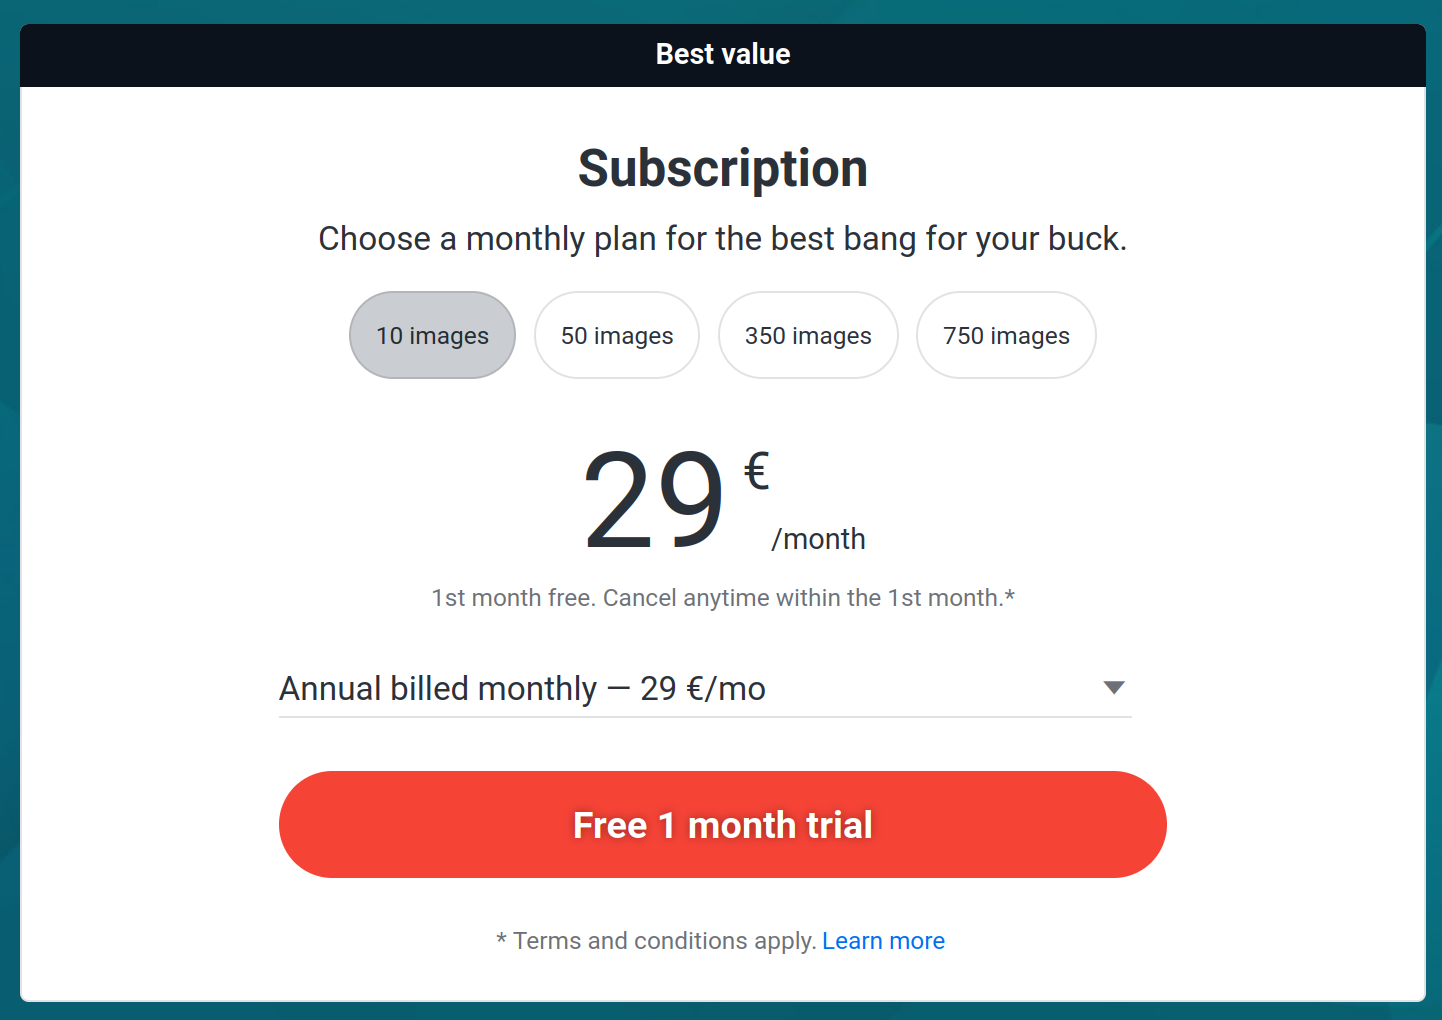 Best value
Subscription
Choose a monthly plan for the best bang for your buck.
10 images
50 images
350 images
750 images
29 €
/month
1st month free. Cancel anytime within the 1st month.*
Annual billed monthly — 29 €/mo
Free 1 month trial
* Terms and conditions apply. Learn more